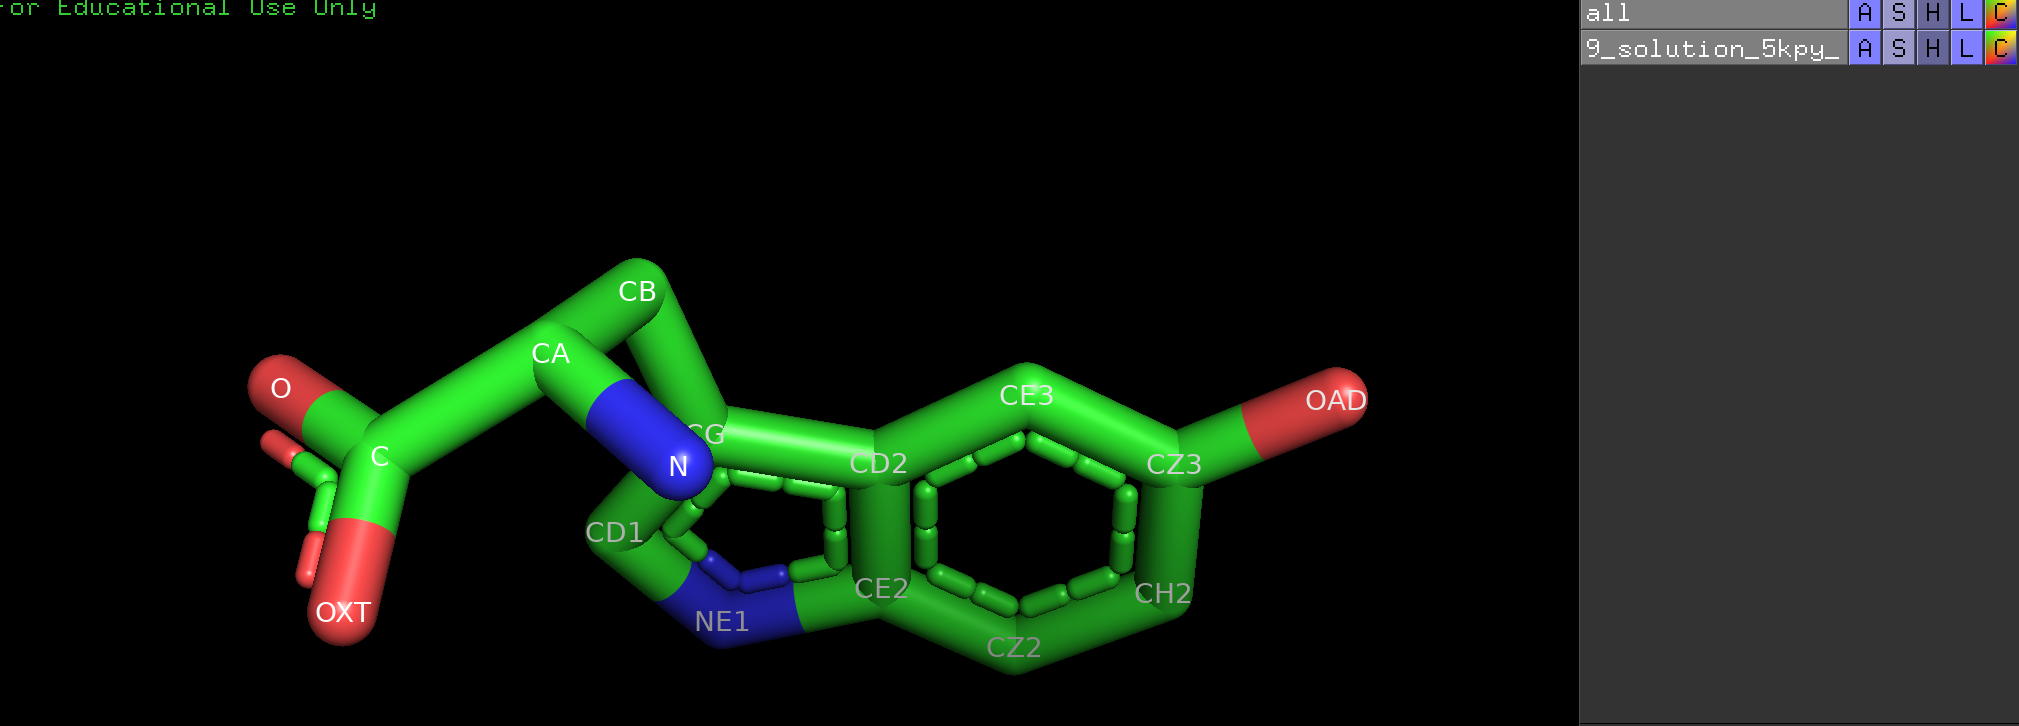 or Educational Use Only
all A S H L C
9_solution_5kpy_ A S H L C
CB
CA
O
CE3
OAD
CG
C
N
CD2
CZ3
CD1
CE2
CH2
OXT
NE1
CZ2